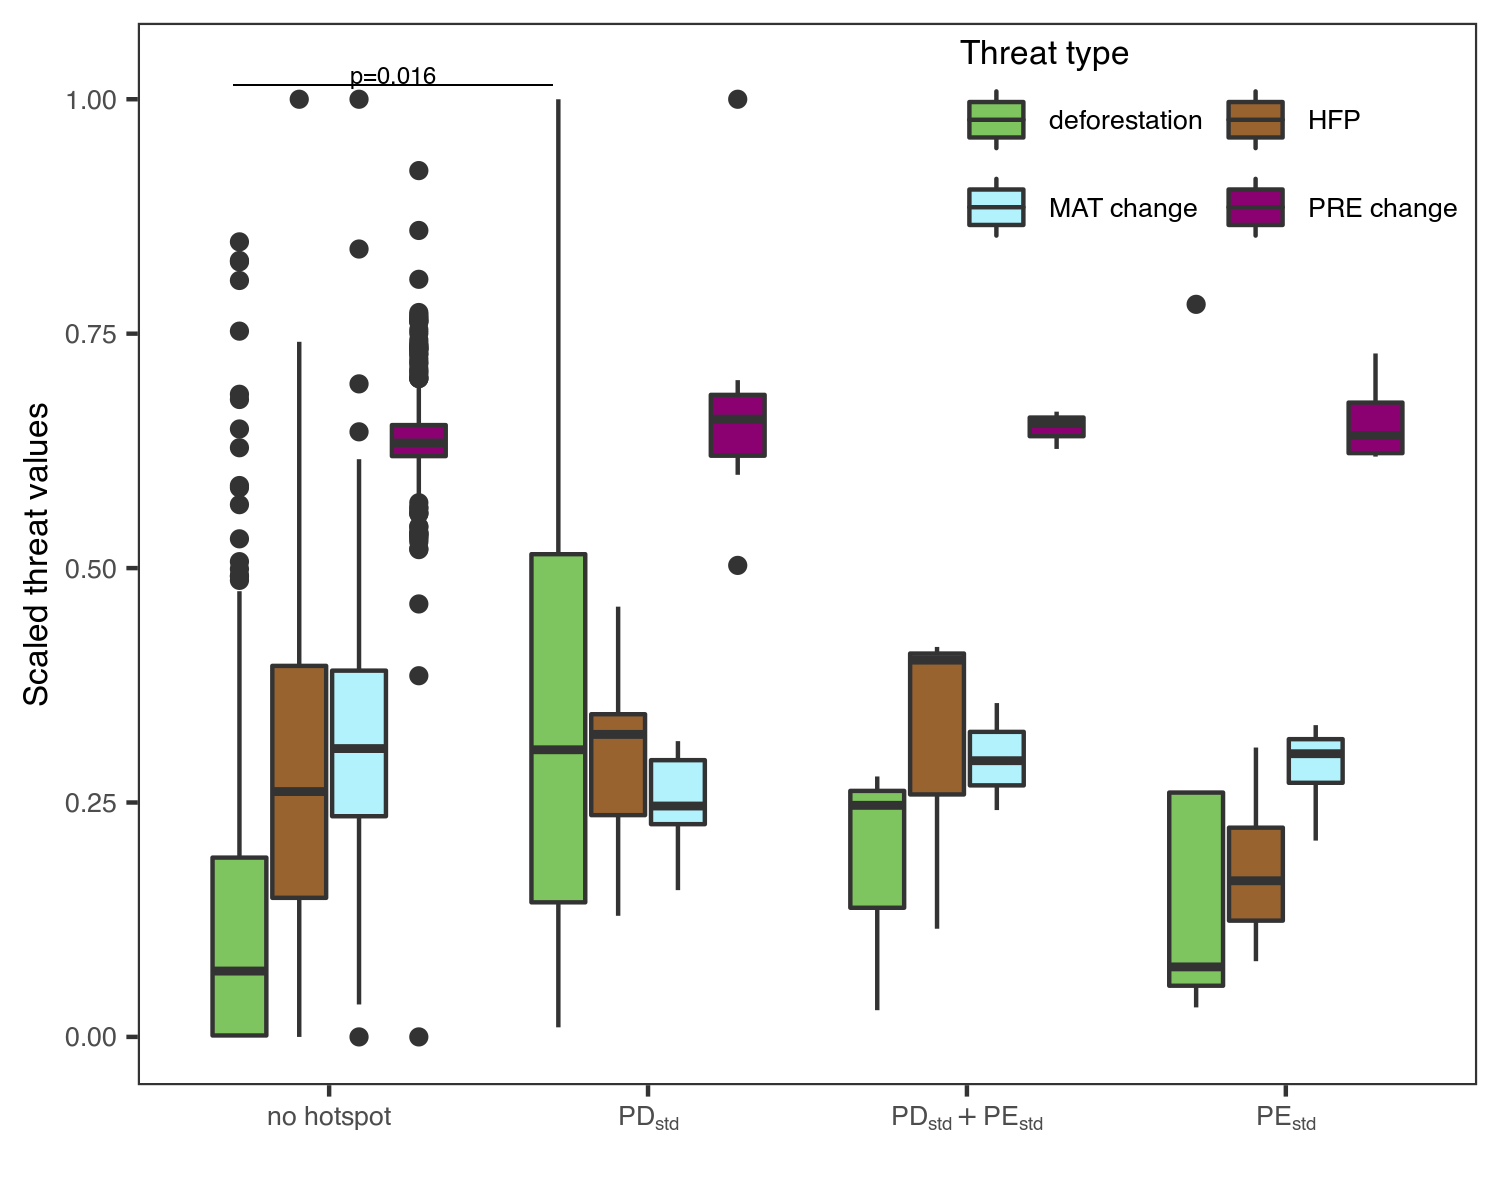 Threat type
deforestation
HFP
MAT change
PRE change
p=0.016
Scaled threat values
1.00
0.75
0.50
0.25
0.00
no hotspot
PDstd
PDstd + PEstd
PEstd